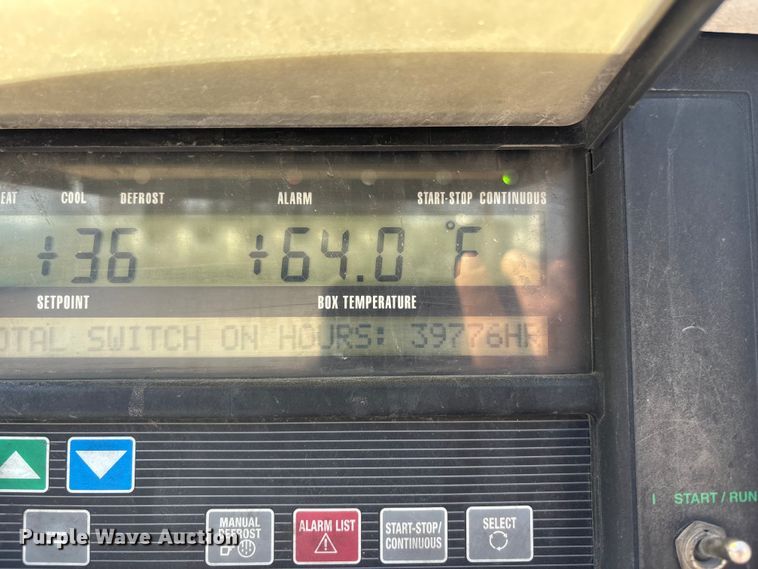 EAT COOL DEFROST ALARM START-STOP CONTINUOUS
+36 +64.0 °F
SETPOINT BOX TEMPERATURE
OTAL SWITCH ON HOURS: 39776HR
MANUAL DEFROST
ALARM LIST
START-STOP/
CONTINUOUS
SELECT
I START / RUN
Purple Wave Auction